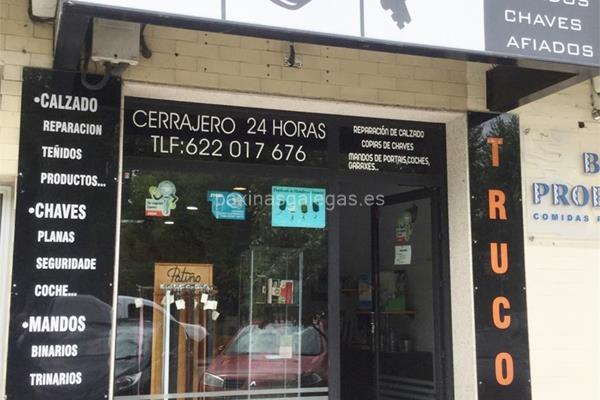 CHAVES
AFIADOS
•CALZADO
REPARACION
TEÑIDOS
PRODUCTOS...
•CHAVES
PLANAS
SEGURIDADE
COCHE...
•MANDOS
BINARIOS
TRINARIOS
CERRAJERO 24 HORAS
TLF:622 017 676
REPARACIÓN DE CALZADO
COPIAS DE CHAVES
MANDOS DE PORTAIS,COCHES,
GARAXES...
paxinasgalegas.es
Patiño
TRUCO
COMIDAS